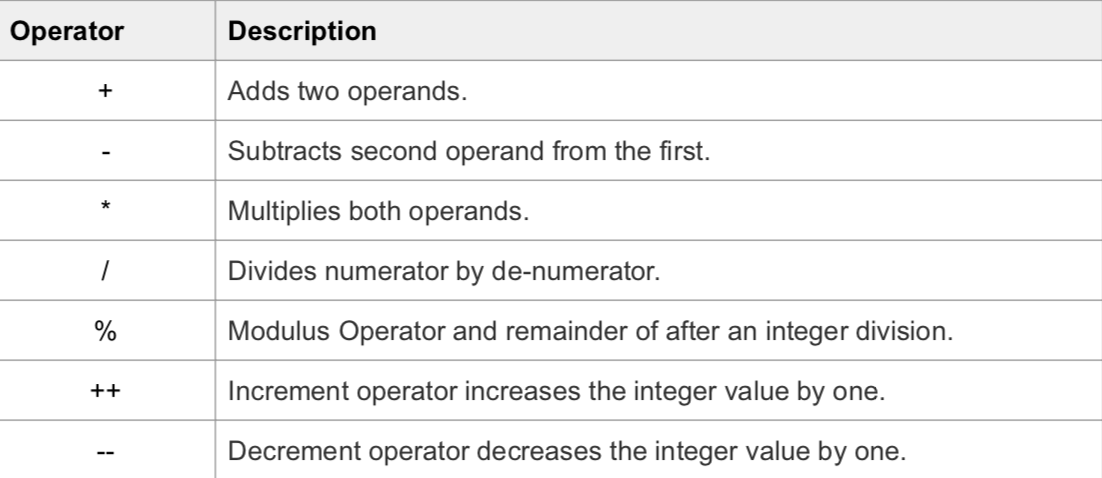 Operator Description
+ Adds two operands.
- Subtracts second operand from the first.
* Multiplies both operands.
/ Divides numerator by de-numerator.
% Modulus Operator and remainder of after an integer division.
++ Increment operator increases the integer value by one.
-- Decrement operator decreases the integer value by one.